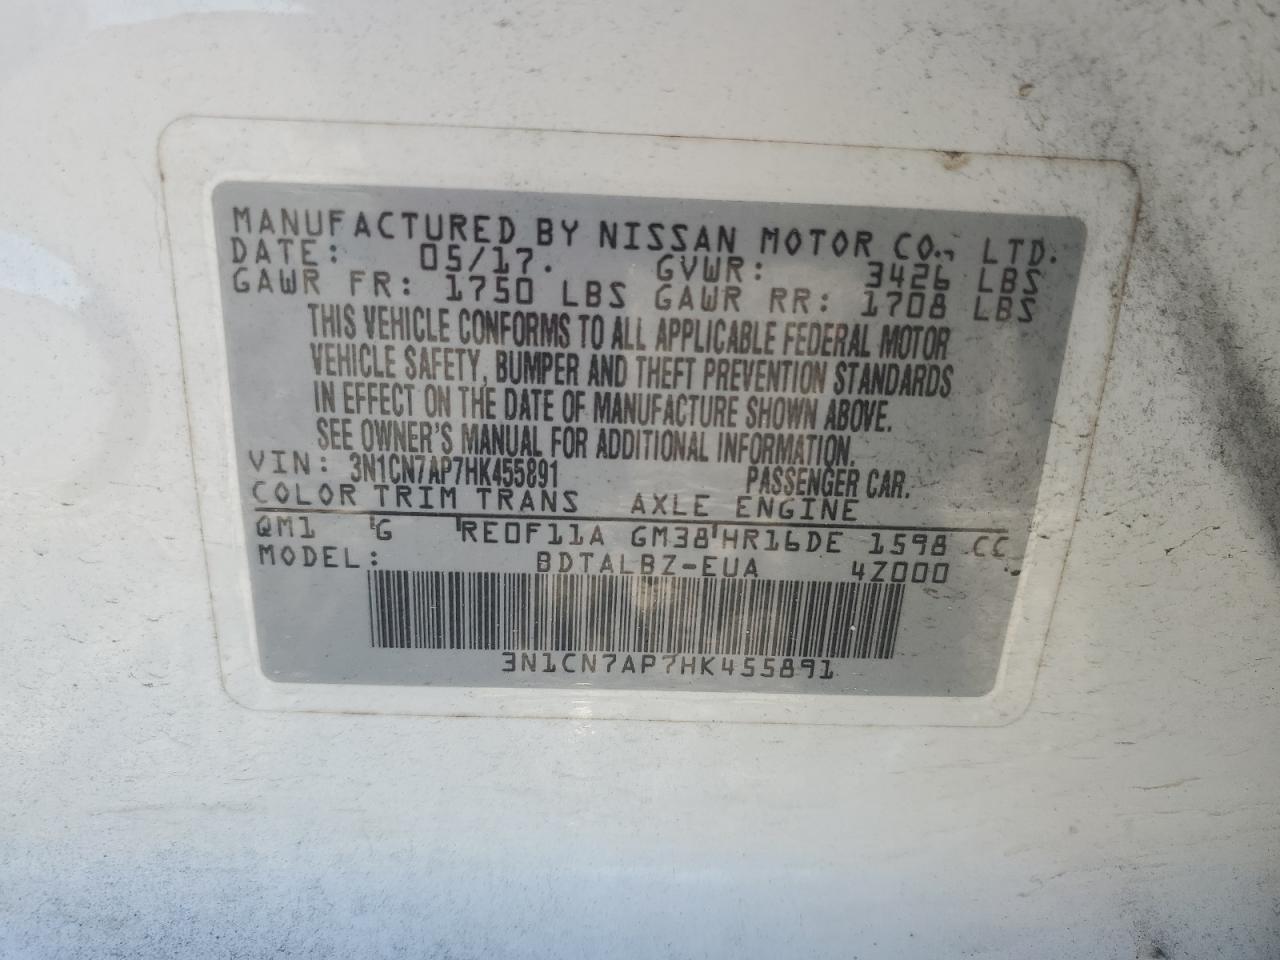 MANUFACTURED BY NISSAN MOTOR CO., LTD.
DATE: 05/17. GVWR: 3426 LBS
GAWR FR: 1750 LBS GAWR RR: 1708 LBS
THIS VEHICLE CONFORMS TO ALL APPLICABLE FEDERAL MOTOR
VEHICLE SAFETY, BUMPER AND THEFT PREVENTION STANDARDS
IN EFFECT ON THE DATE OF MANUFACTURE SHOWN ABOVE.
SEE OWNER'S MANUAL FOR ADDITIONAL INFORMATION.
VIN: 3N1CN7AP7HK455891 PASSENGER CAR.
COLOR TRIM TRANS AXLE ENGINE
QM1 G RE0F11A GM38 HR16DE 1598 CC
MODEL: BDTALBZ-EUA 4Z000
3N1CN7AP7HK455891